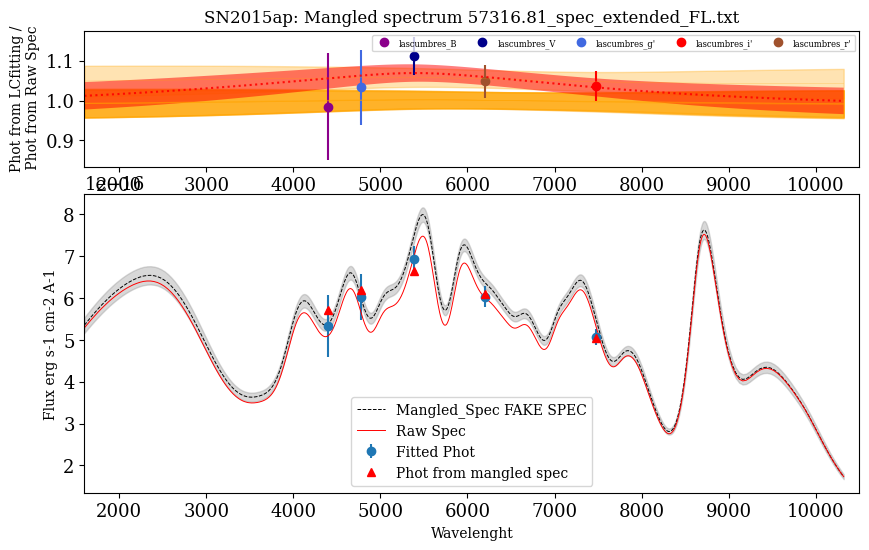 SN2015ap: Mangled spectrum 57316.81_spec_extended_FL.txt
Phot from LCfitting /
Phot from Raw Spec
lascumbres_B lascumbres_V lascumbres_g' lascumbres_i' lascumbres_r'
1.1
1.0
0.9
2000 3000 4000 5000 6000 7000 8000 9000 10000
1e−16
Flux erg s-1 cm-2 A-1
8
7
6
5
4
3
2
Mangled_Spec FAKE SPEC
Raw Spec
Fitted Phot
Phot from mangled spec
2000 3000 4000 5000 6000 7000 8000 9000 10000
Wavelenght